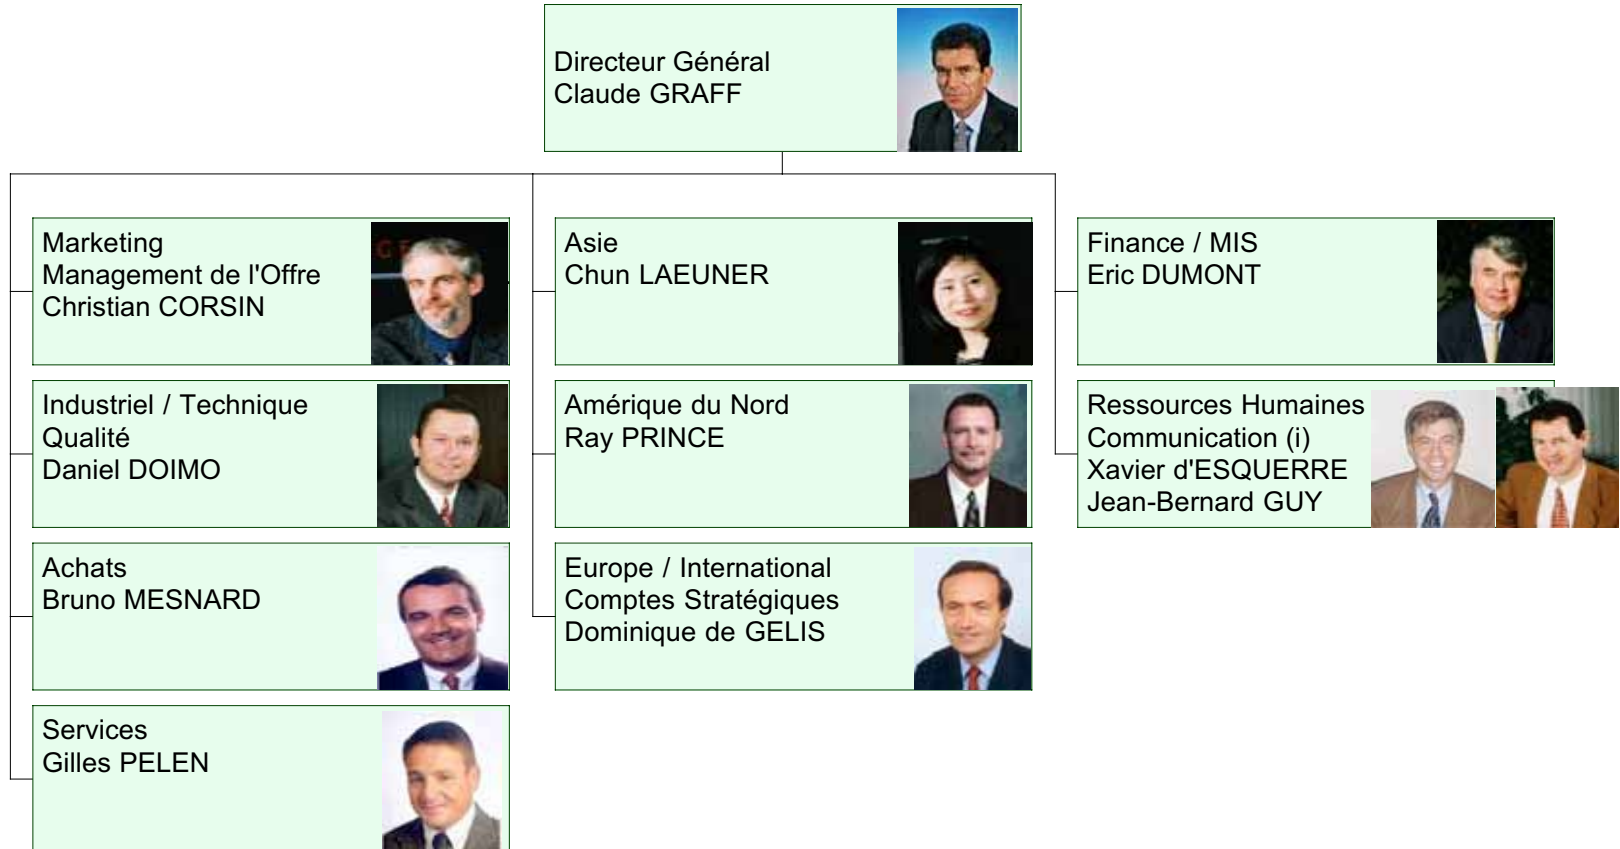 Directeur Général
Claude GRAFF
Marketing
Management de l'Offre
Christian CORSIN
Industriel / Technique
Qualité
Daniel DOIMO
Achats
Bruno MESNARD
Services
Gilles PELEN
Asie
Chun LAEUNER
Amérique du Nord
Ray PRINCE
Europe / International
Comptes Stratégiques
Dominique de GELIS
Finance / MIS
Eric DUMONT
Ressources Humaines
Communication (i)
Xavier d'ESQUERRE
Jean-Bernard GUY